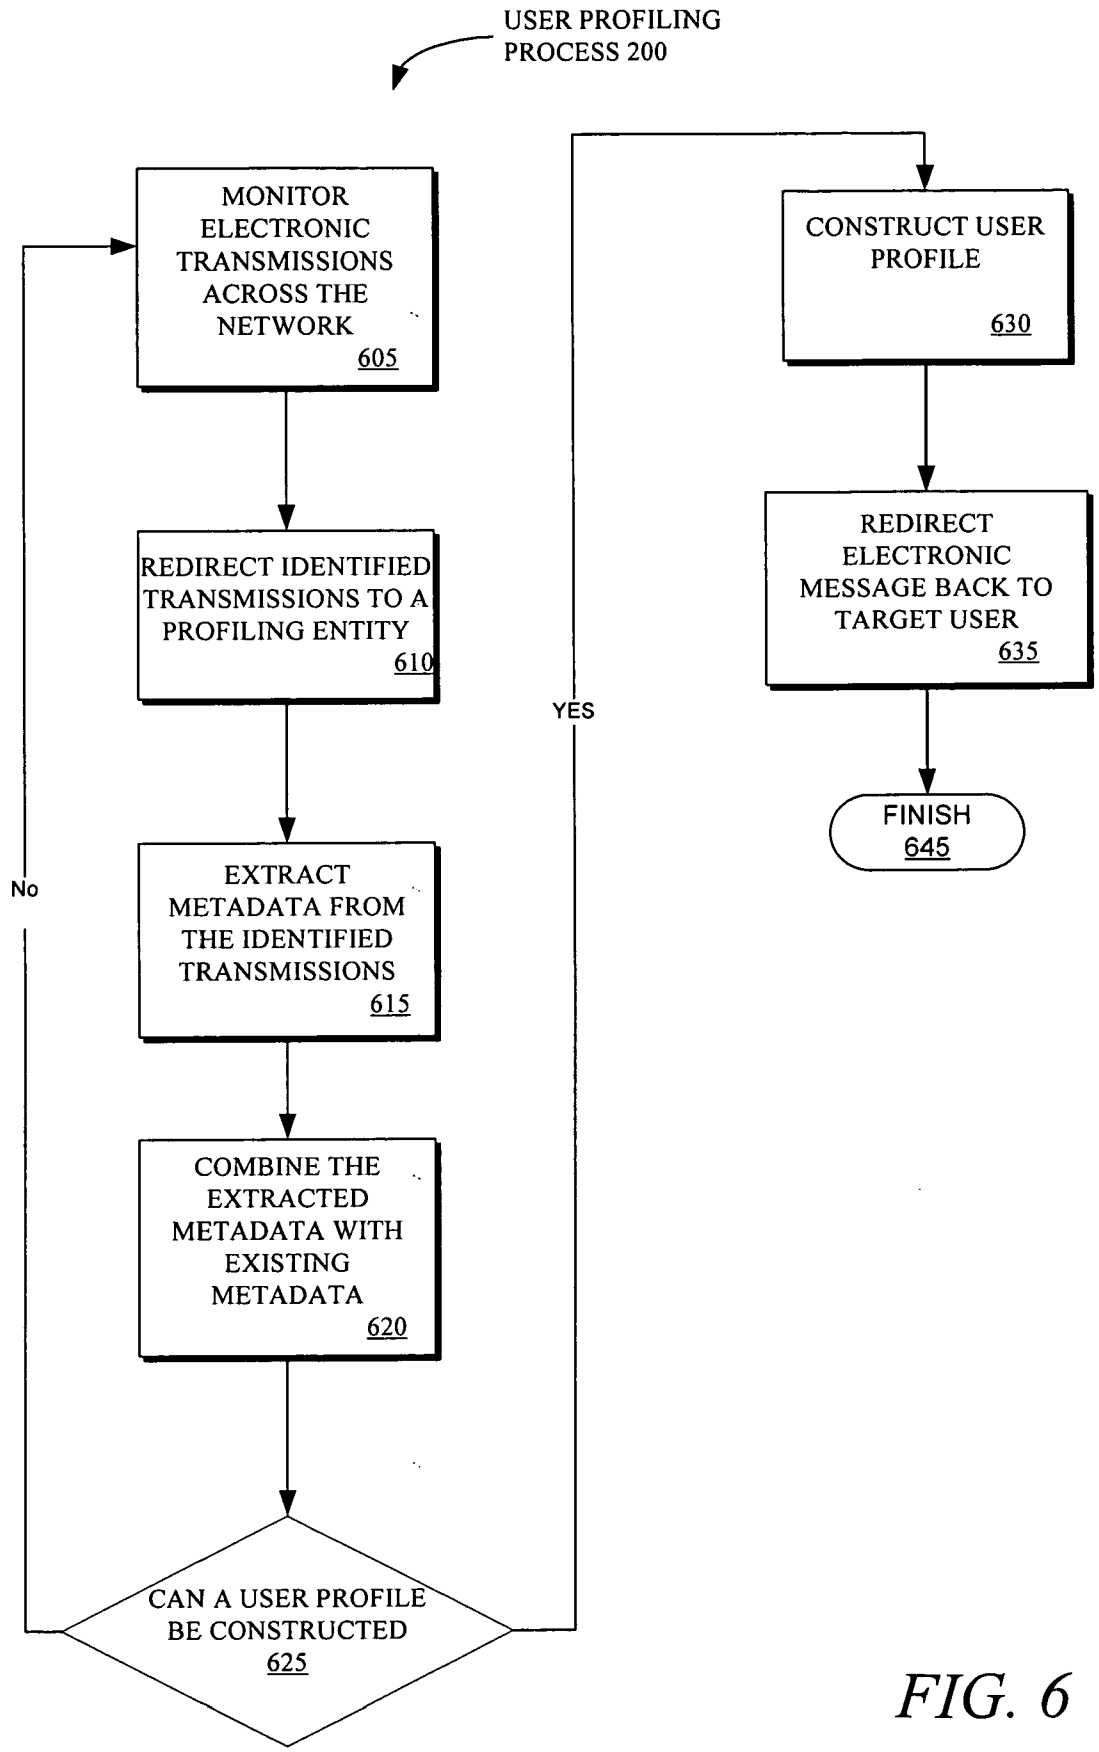 USER PROFILING
PROCESS 200
MONITOR
ELECTRONIC
TRANSMISSIONS
ACROSS THE
NETWORK
605
REDIRECT IDENTIFIED
TRANSMISSIONS TO A
PROFILING ENTITY
610
EXTRACT
METADATA FROM
THE IDENTIFIED
TRANSMISSIONS
615
COMBINE THE
EXTRACTED
METADATA WITH
EXISTING
METADATA
620
CAN A USER PROFILE
BE CONSTRUCTED
625
No
YES
CONSTRUCT USER
PROFILE
630
REDIRECT
ELECTRONIC
MESSAGE BACK TO
TARGET USER
635
FINISH
645
FIG. 6